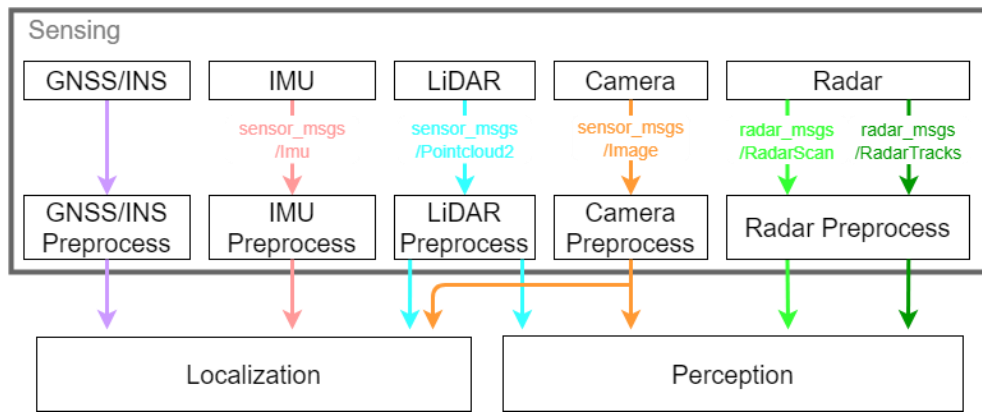 Sensing
GNSS/INS
IMU
LiDAR
Camera
Radar
sensor_msgs
/Imu
sensor_msgs
/Pointcloud2
sensor_msgs
/Image
radar_msgs
/RadarScan
radar_msgs
/RadarTracks
GNSS/INS
Preprocess
IMU
Preprocess
LiDAR
Preprocess
Camera
Preprocess
Radar Preprocess
Localization
Perception